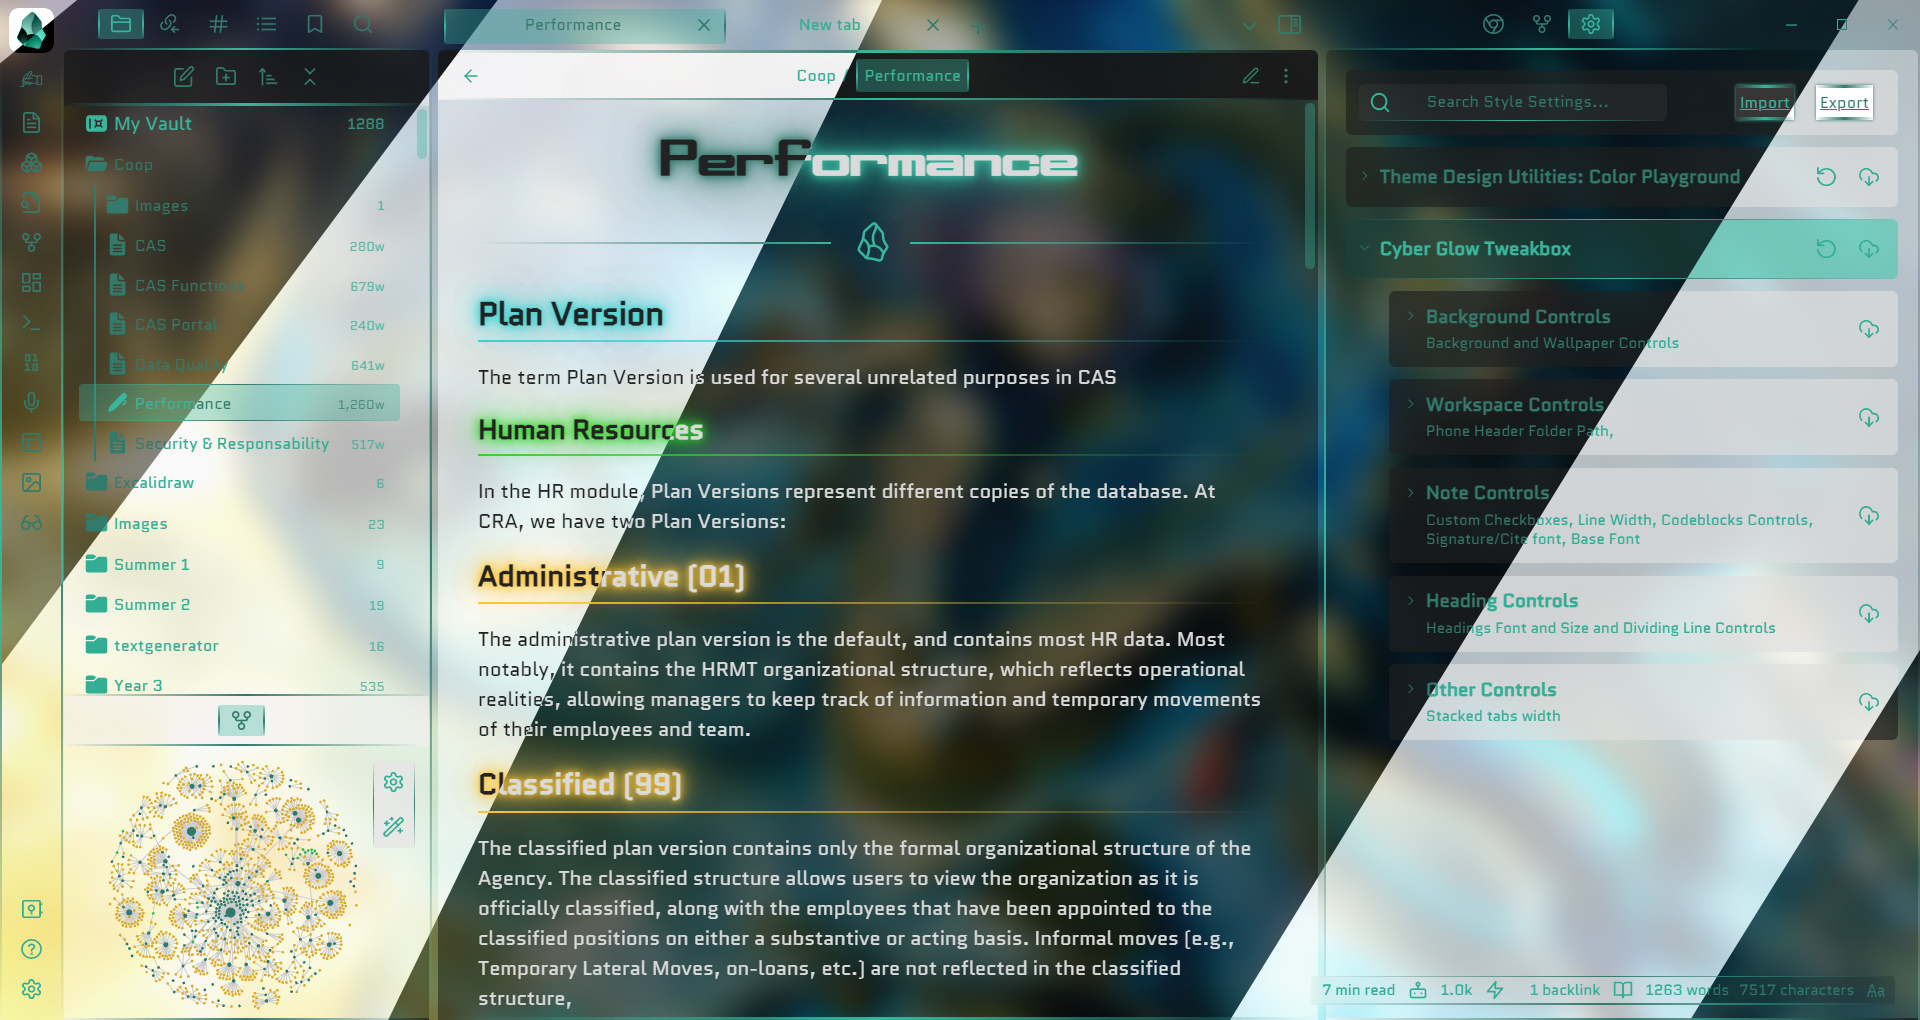 Performance
New tab
My Vault 1288
Coop
Images 1
CAS 280w
CAS Functions 679w
CAS Portal 240w
Data Quality 641w
Performance 1,260w
Security & Responsability 517w
Excalidraw 6
Images 23
Summer 1 9
Summer 2 19
textgenerator 16
Year 3 535
Coop / Performance
Performance
Plan Version
The term Plan Version is used for several unrelated purposes in CAS
Human Resources
In the HR module, Plan Versions represent different copies of the database. At
CRA, we have two Plan Versions:
Administrative (01)
The administrative plan version is the default, and contains most HR data. Most
notably, it contains the HRMT organizational structure, which reflects operational
realities, allowing managers to keep track of information and temporary movements
of their employees and team.
Classified (99)
The classified plan version contains only the formal organizational structure of the
Agency. The classified structure allows users to view the organization as it is
officially classified, along with the employees that have been appointed to the
classified positions on either a substantive or acting basis. Informal moves (e.g.,
Temporary Lateral Moves, on-loans, etc.) are not reflected in the classified
structure,
Search Style Settings...
Import
Export
Theme Design Utilities: Color Playground
Cyber Glow Tweakbox
Background Controls
Background and Wallpaper Controls
Workspace Controls
Phone Header Folder Path,
Note Controls
Custom Checkboxes, Line Width, Codeblocks Controls,
Signature/Cite font, Base Font
Heading Controls
Headings Font and Size and Dividing Line Controls
Other Controls
Stacked tabs width
7 min read 1.0k 1 backlink 1263 words 7517 characters Aa